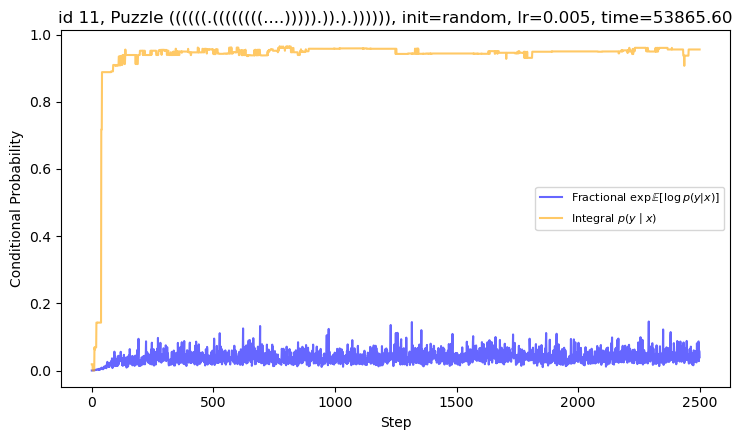 id 11, Puzzle ((((((.((((((((....))))).)).).)))))), init=random, lr=0.005, time=53865.60
1.0
0.8
0.6
0.4
0.2
0.0
Conditional Probability
Fractional exp𝔼[log p(y|x)]
Integral p(y | x)
0
500
1000
1500
2000
2500
Step